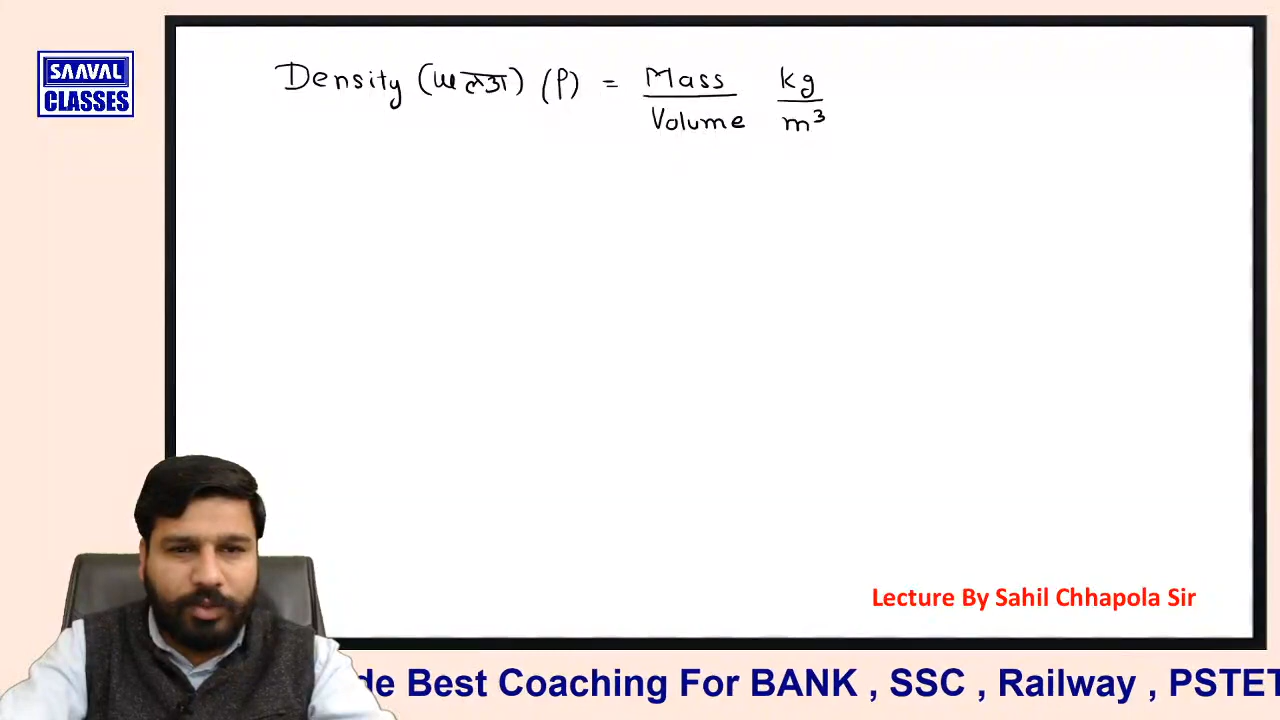 SAAVAL
CLASSES
Density ( ) (ρ) = Mass / Volume kg / m³
Lecture By Sahil Chhapola Sir
de Best Coaching For BANK , SSC , Railway , PSTET